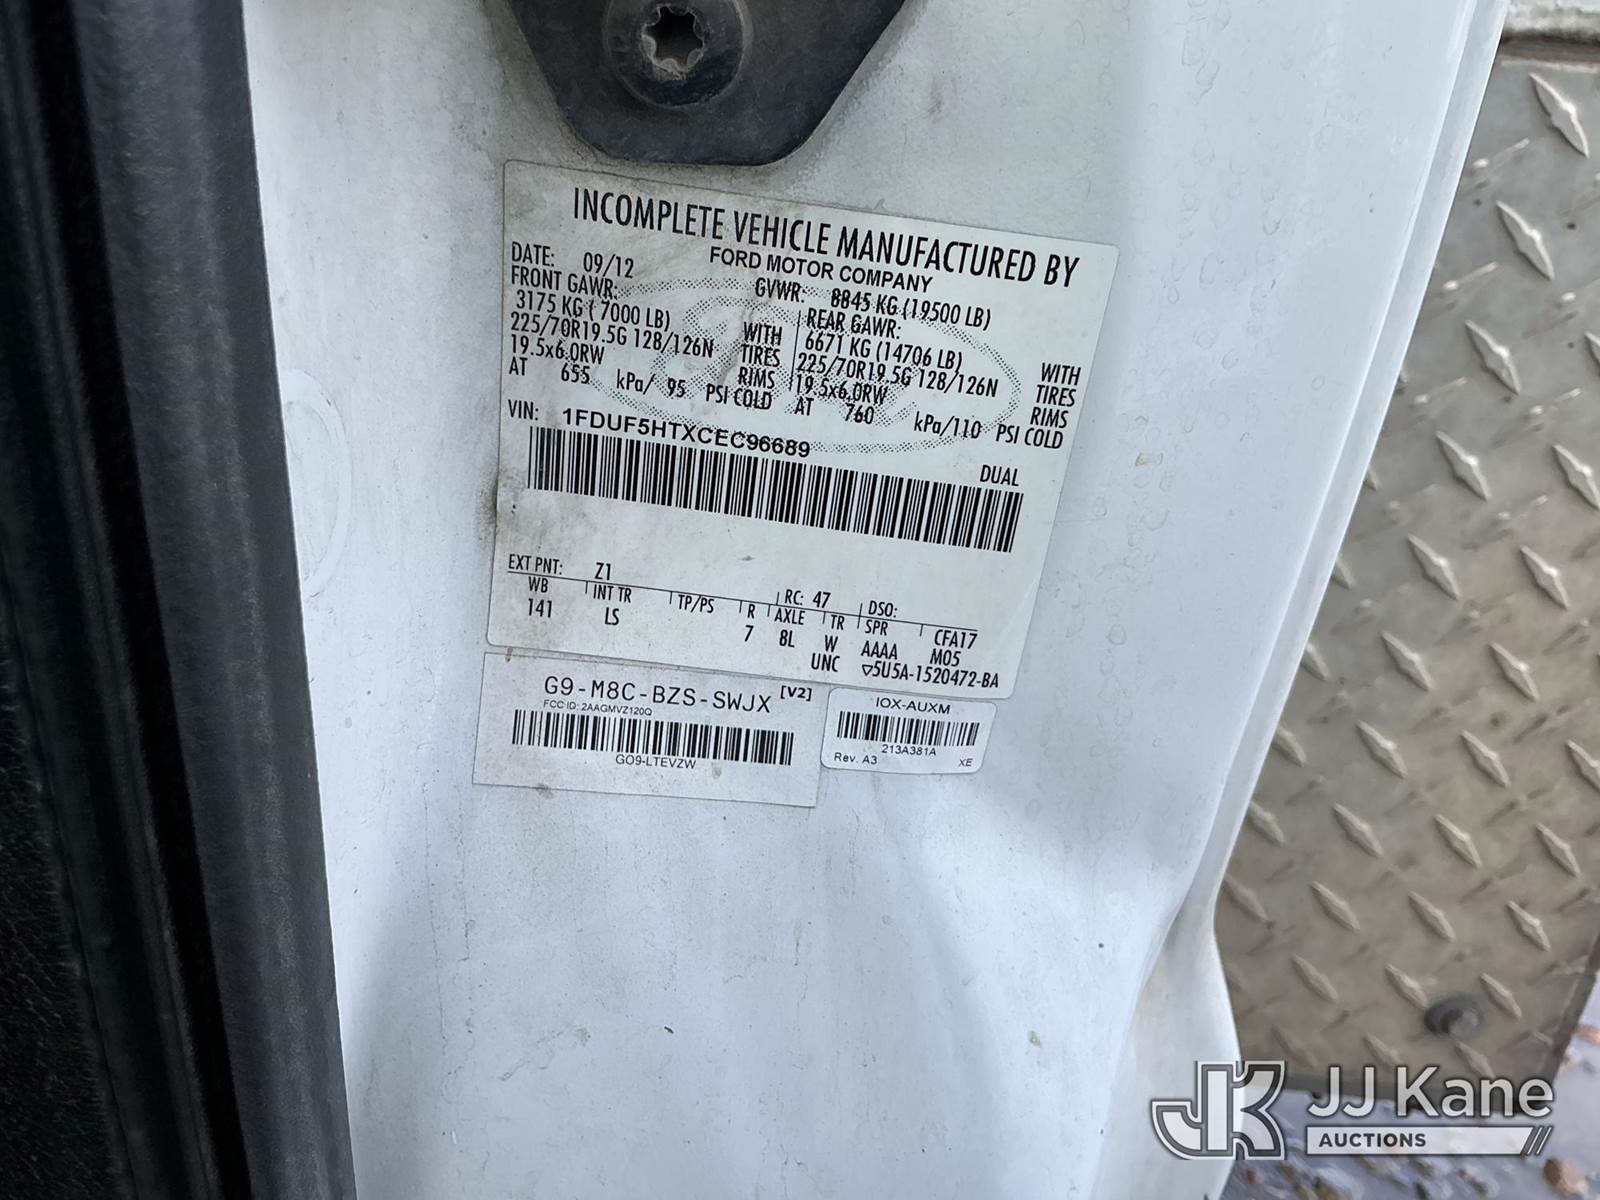 INCOMPLETE VEHICLE MANUFACTURED BY
FORD MOTOR COMPANY
DATE: 09/12 GVWR: 8845 KG (19500 LB)
FRONT GAWR: REAR GAWR:
3175 KG ( 7000 LB) WITH 6671 KG (14706 LB) WITH
225/70R19.5G 128/126N TIRES 225/70R19.5G 128/126N TIRES
19.5x6.0RW RIMS 19.5x6.0RW RIMS
AT 655 kPa/ 95 PSI COLD AT 760 kPa/110 PSI COLD
VIN: 1FDUF5HTXCEC96689
DUAL
EXT PNT: Z1 RC: 47 DSO:
WB INT TR TP/PS R AXLE TR SPR CFA17
141 LS 7 8L W AAAA M05
UNC ▽5U5A-1520472-BA
G9-M8C-BZS-SWJX [V2]
FCC ID: 2AAGMVZ120Q
GO9-LTEVZW
IOX-AUXM
213A381A
Rev. A3 XE
JK JJ Kane
AUCTIONS